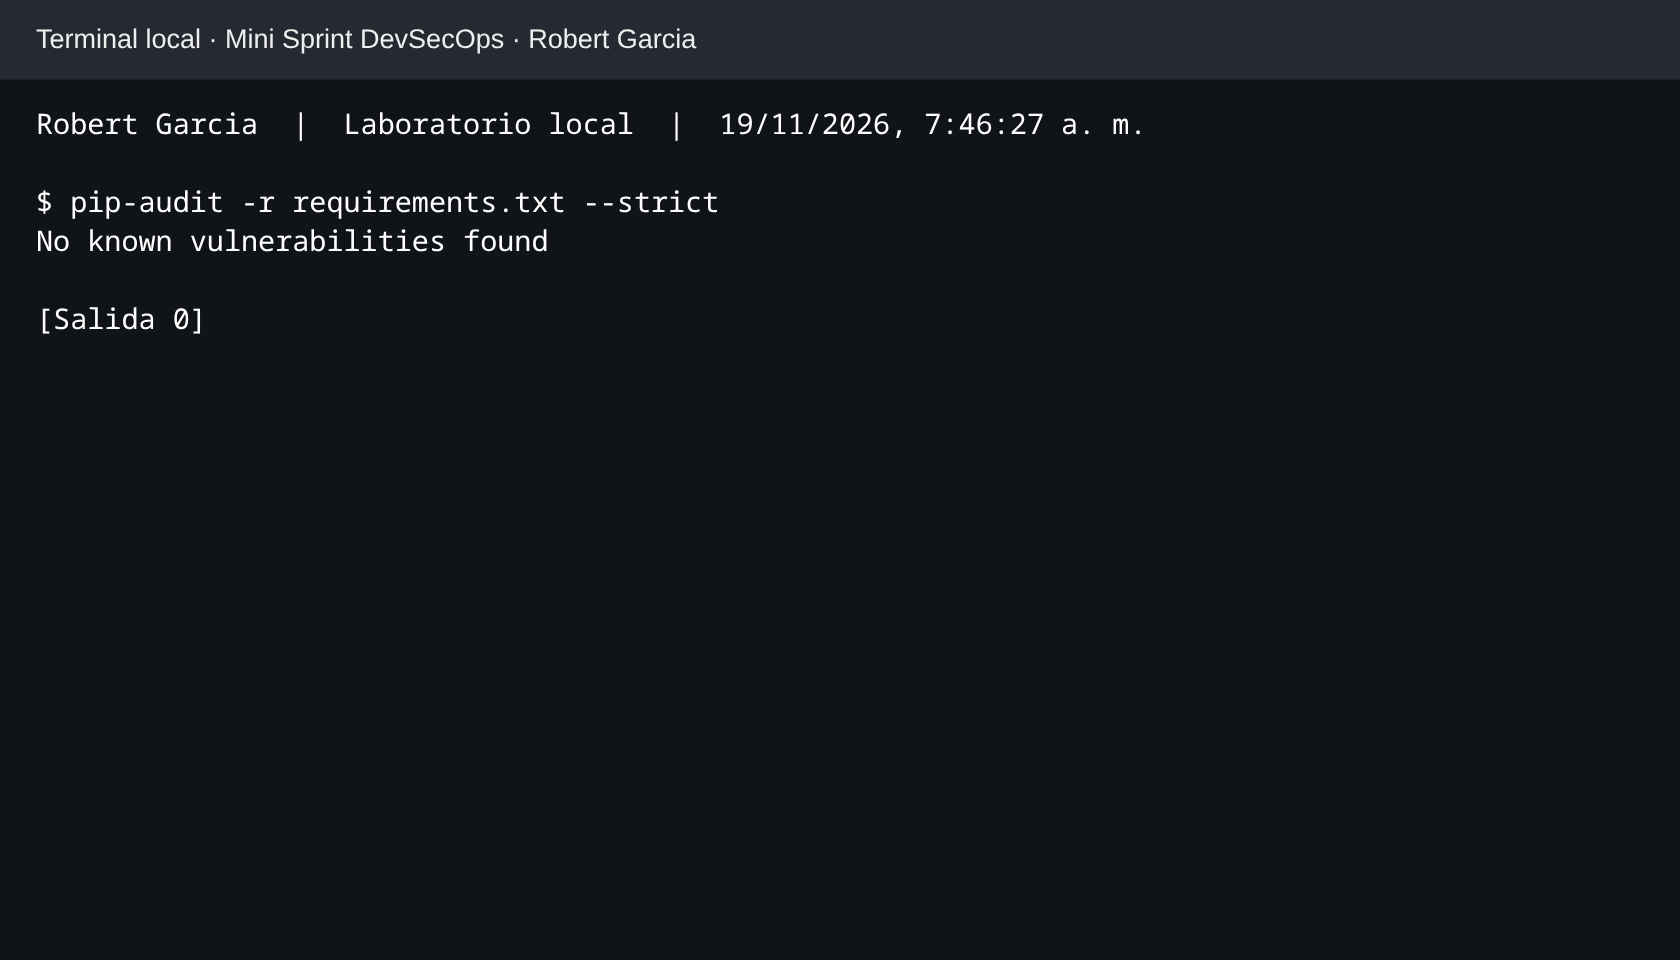 Terminal local · Mini Sprint DevSecOps · Robert Garcia
Robert Garcia  |  Laboratorio local  |  19/11/2026, 7:46:27 a. m.
$ pip-audit -r requirements.txt --strict
No known vulnerabilities found
[Salida 0]